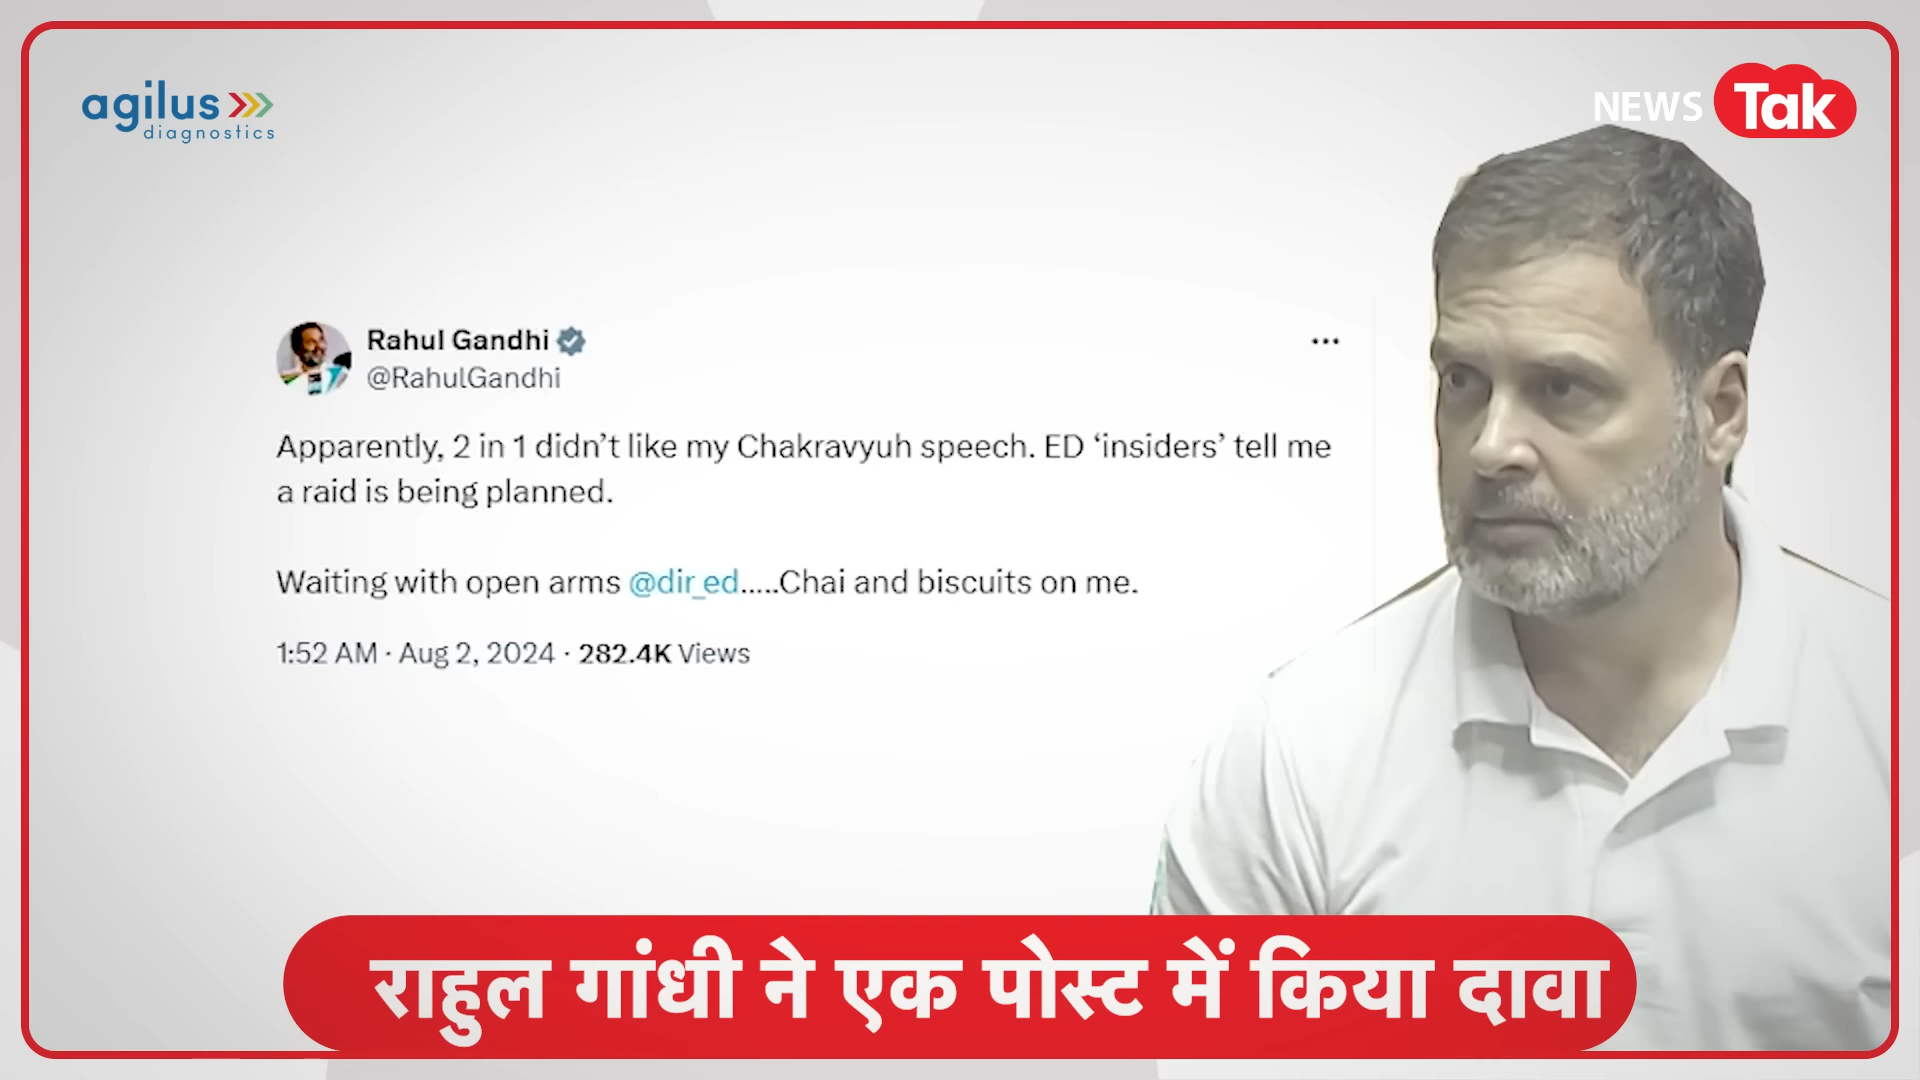 agilus
diagnostics
NEWS Tak
Rahul Gandhi
@RahulGandhi
Apparently, 2 in 1 didn’t like my Chakravyuh speech. ED ‘insiders’ tell me
a raid is being planned.
Waiting with open arms @dir_ed.....Chai and biscuits on me.
1:52 AM · Aug 2, 2024 · 282.4K Views
राहुल गांधी ने एक पोस्ट में किया दावा